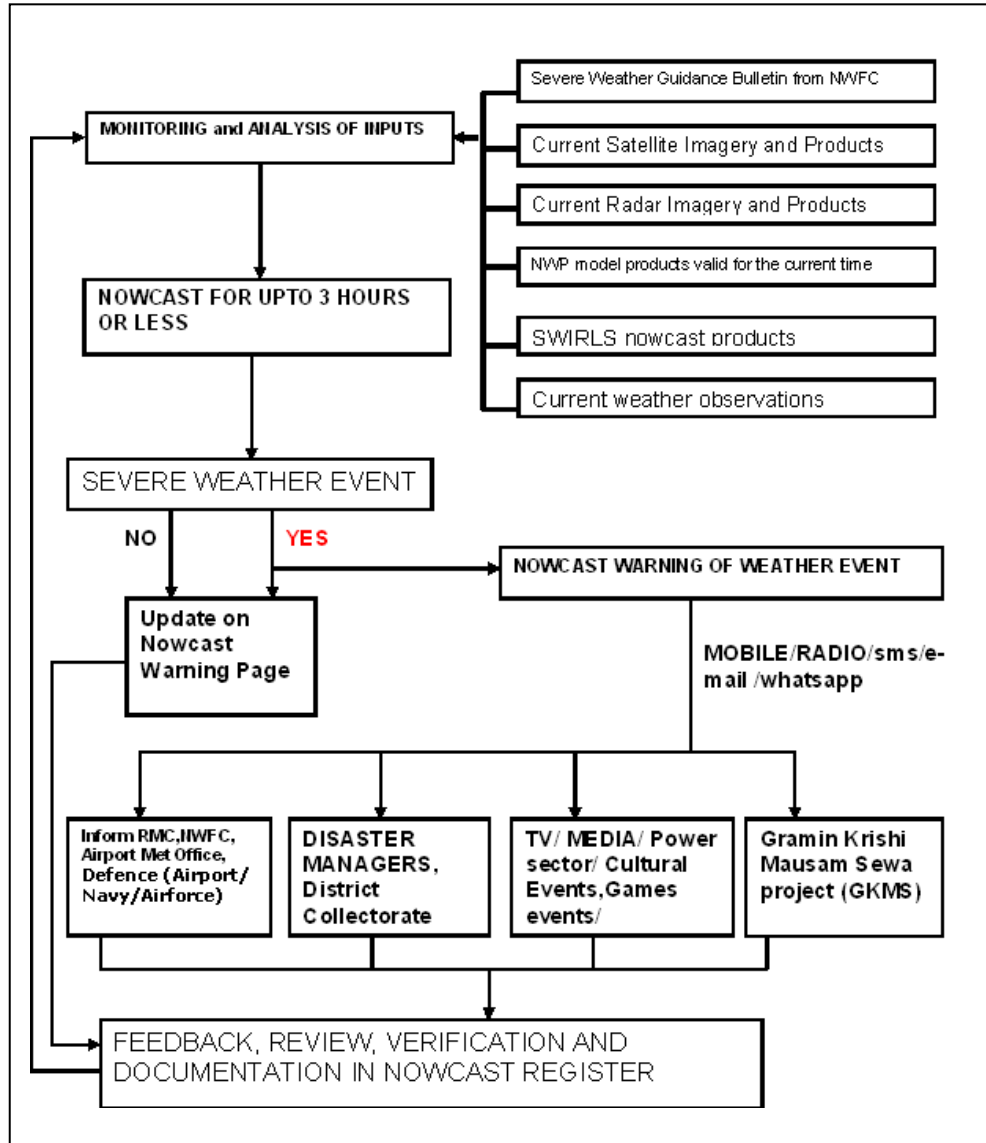 Severe Weather Guidance Bulletin from NWFC
MONITORING and ANALYSIS OF INPUTS
Current Satellite Imagery and Products
Current Radar Imagery and Products
NWP model products valid for the current time
NOWCAST FOR UPTO 3 HOURS
OR LESS
SWIRLS nowcast products
Current weather observations
SEVERE WEATHER EVENT
NO
YES
NOWCAST WARNING OF WEATHER EVENT
Update on
Nowcast
Warning Page
MOBILE/RADIO/sms/e-
mail /whatsapp
Inform RMC,NWFC,
Airport Met Office,
Defence (Airport/
Navy/Airforce)
DISASTER
MANAGERS,
District
Collectorate
TV/ MEDIA/ Power
sector/ Cultural
Events,Games
events/
Gramin Krishi
Mausam Sewa
project (GKMS)
FEEDBACK, REVIEW, VERIFICATION AND
DOCUMENTATION IN NOWCAST REGISTER